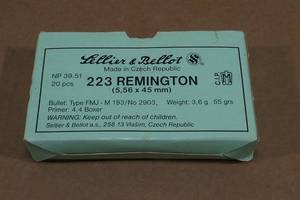 Sellier & Bellot
Made in Czech Republic
NP 39.51
20 pcs
223 REMINGTON
(5,56 x 45 mm)
C.I.P.
Bullet: Type FMJ - M 193/No 2903, Weight: 3,6 g 55 grs
Primer: 4,4 Boxer
WARNING: Keep out of reach of children.
Sellier & Bellot a.s., 258 13 Vlašim, Czech Republic